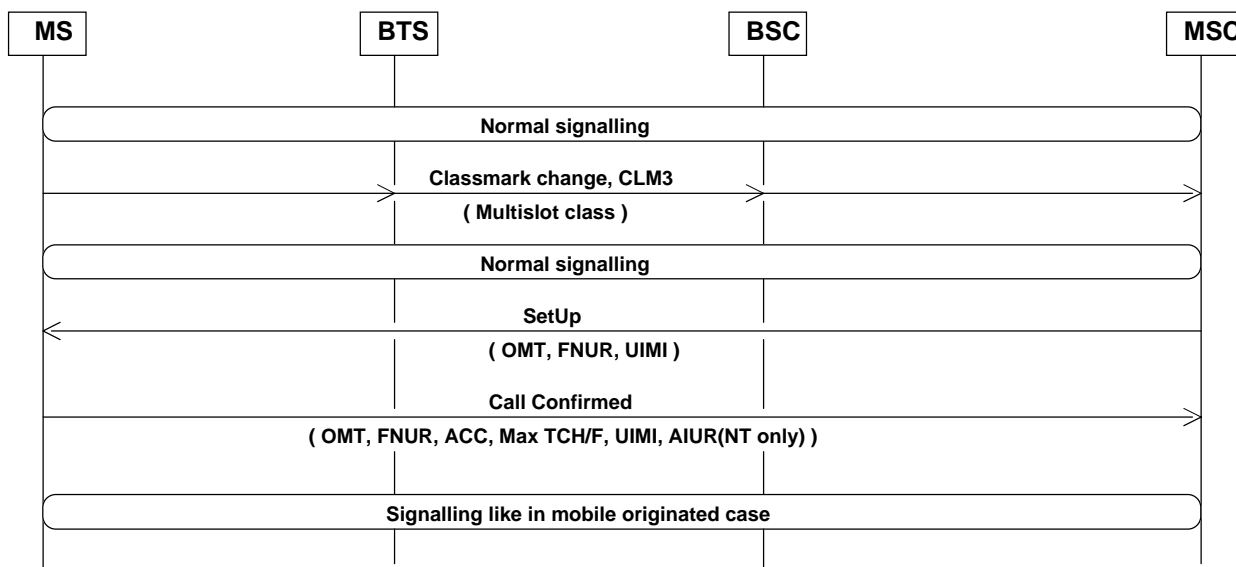 MS
BTS
BSC
MSC
Normal signalling
Classmark change, CLM3
( Multislot class )
Normal signalling
SetUp
( OMT, FNUR, UIMI )
Call Confirmed
( OMT, FNUR, ACC, Max TCH/F, UIMI, AIUR(NT only) )
Signalling like in mobile originated case